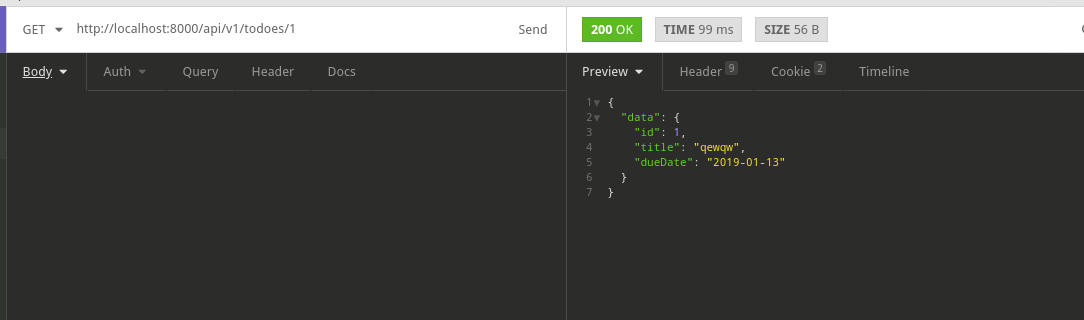 GET http://localhost:8000/api/v1/todoes/1 Send 200 OK TIME 99 ms SIZE 56 B
Body Auth Query Header Docs Preview Header 9 Cookie 2 Timeline
1 {
2 "data": {
3 "id": 1,
4 "title": "qewqw",
5 "dueDate": "2019-01-13"
6 }
7 }